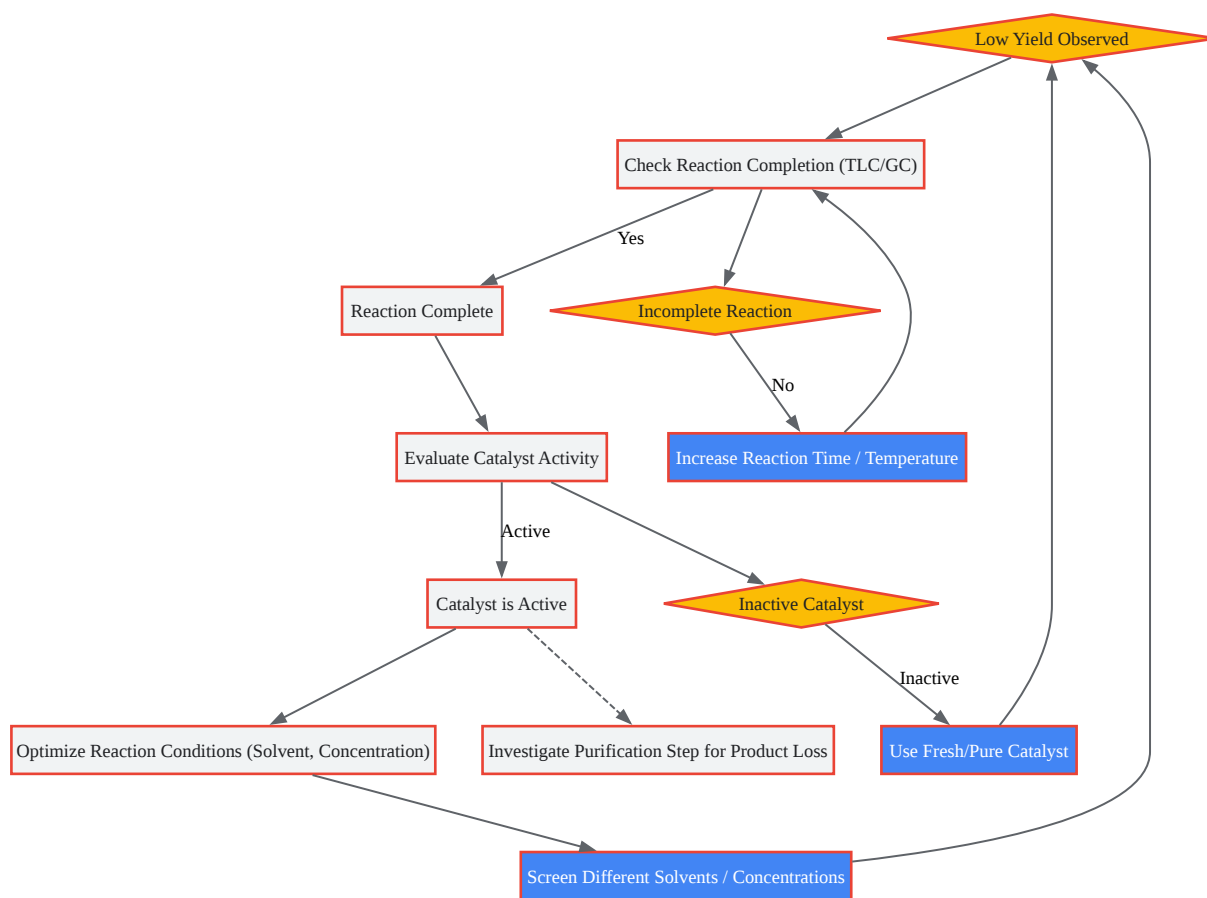 Low Yield Observed
Check Reaction Completion (TLC/GC)
Yes
Reaction Complete
Incomplete Reaction
No
Evaluate Catalyst Activity
Increase Reaction Time / Temperature
Active
Catalyst is Active
Inactive Catalyst
Inactive
Optimize Reaction Conditions (Solvent, Concentration)
Investigate Purification Step for Product Loss
Use Fresh/Pure Catalyst
Screen Different Solvents / Concentrations